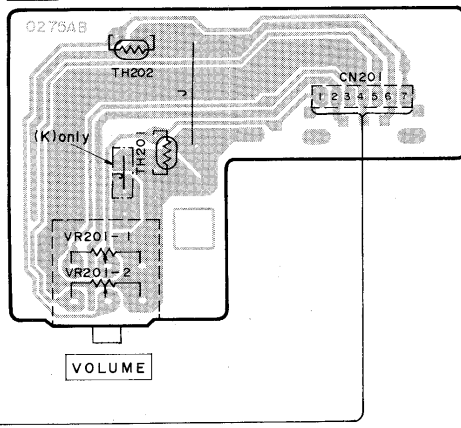 0275AB
TH202
CN201
1 2 3 4 5 6 7
J
(K)only
TH201
J
VR201-1
VR201-2
VOLUME